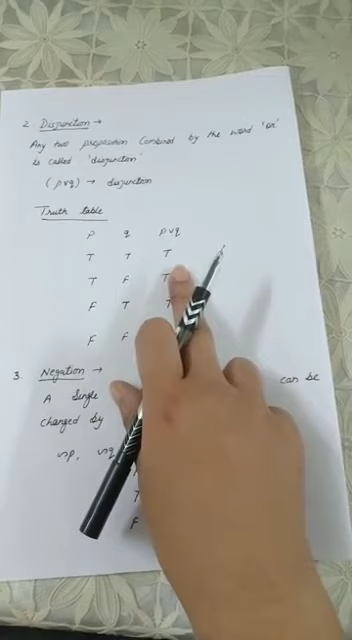 2. Disjunction →
Any two preposition Combined by the word 'or'
is called 'disjunction'
(p∨q) → disjunction
Truth table
P q p∨q
T T T
T F T
F T T
F F
3. Negation →
A Single can be
changed by
~p, ~q
T
F